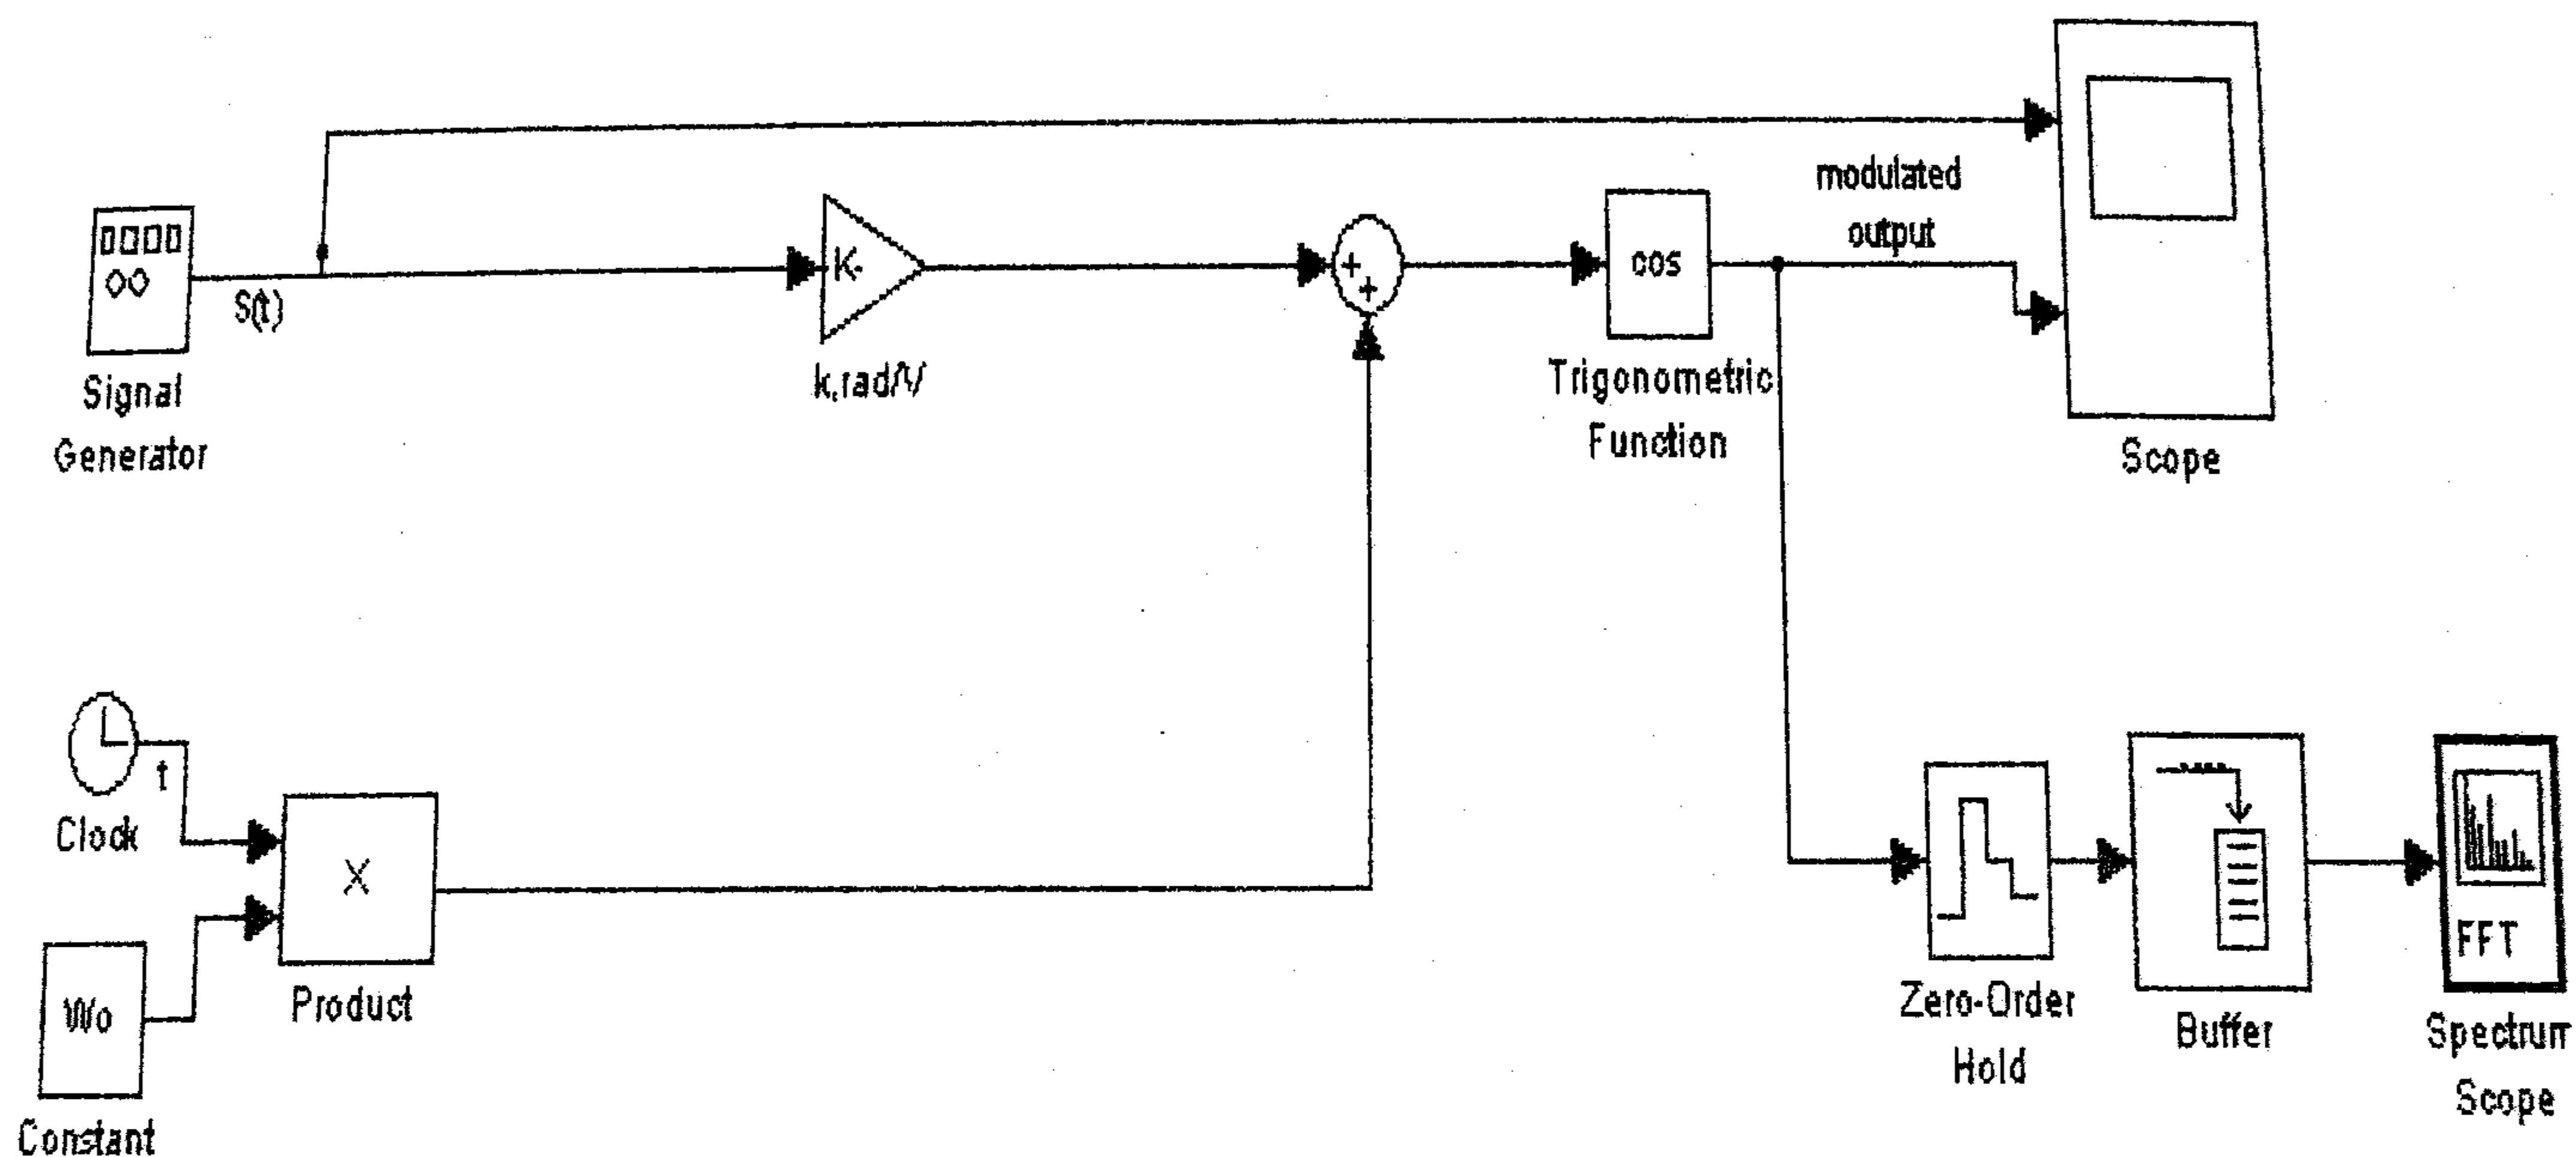 modulated
output
S(t)
K-
+
+
cos
Signal
Generator
k,rad/V
Trigonometric
Function
Scope
t
Clock
X
Product
Wo
Constant
Zero-Order
Hold
Buffer
FFT
Spectrum
Scope